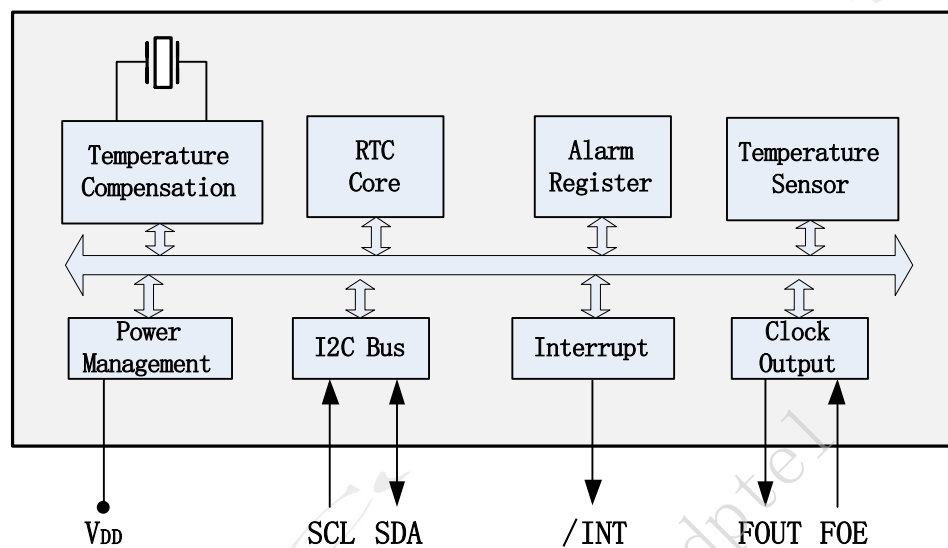 Temperature
Compensation
RTC
Core
Alarm
Register
Temperature
Sensor
Power
Management
I2C Bus
Interrupt
Clock
Output
VDD
SCL SDA
/INT
FOUT FOE